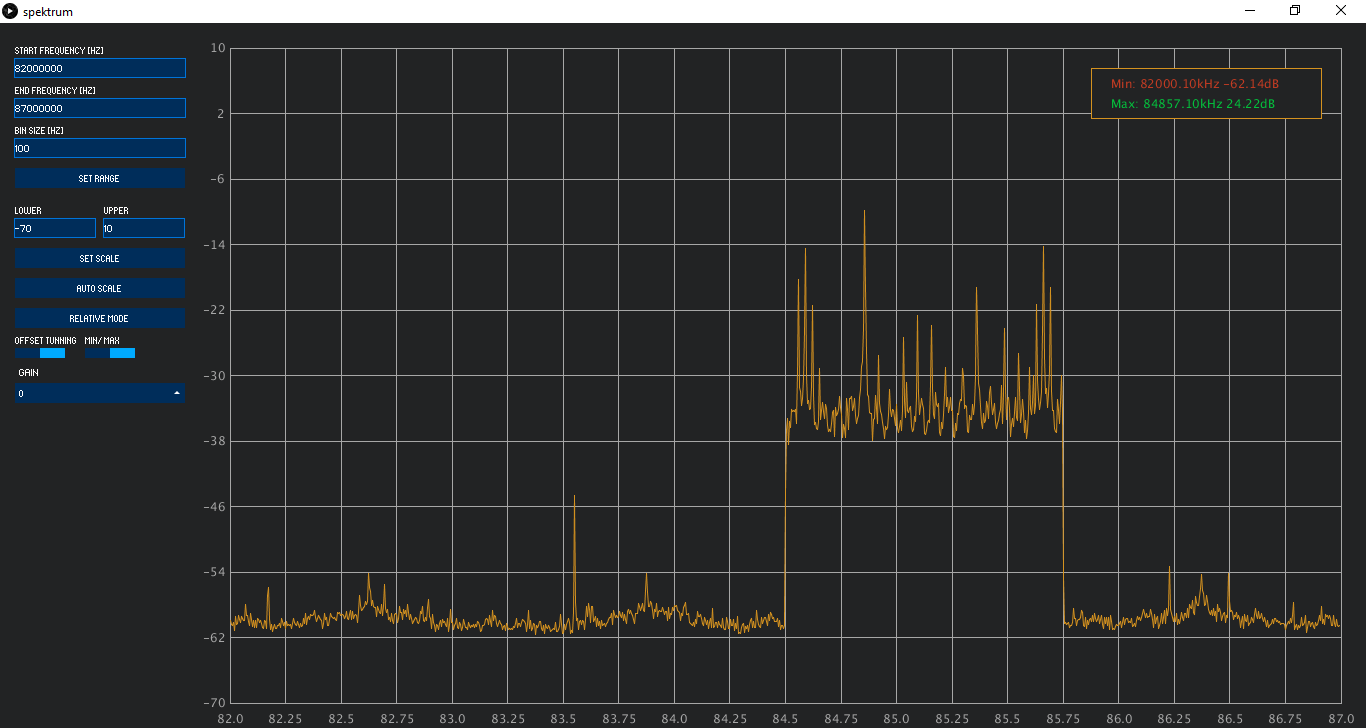 spektrum
START FREQUENCY [HZ]
82000000
END FREQUENCY [HZ]
87000000
BIN SIZE [HZ]
100
SET RANGE
LOWER UPPER
-70 10
SET SCALE
AUTO SCALE
RELATIVE MODE
OFFSET TUNNING MIN/MAX
GAIN
0
10
2
-6
-14
-22
-30
-38
-46
-54
-62
-70
Min: 82000.10kHz -62.14dB
Max: 84857.10kHz 24.22dB
82.0 82.25 82.5 82.75 83.0 83.25 83.5 83.75 84.0 84.25 84.5 84.75 85.0 85.25 85.5 85.75 86.0 86.25 86.5 86.75 87.0